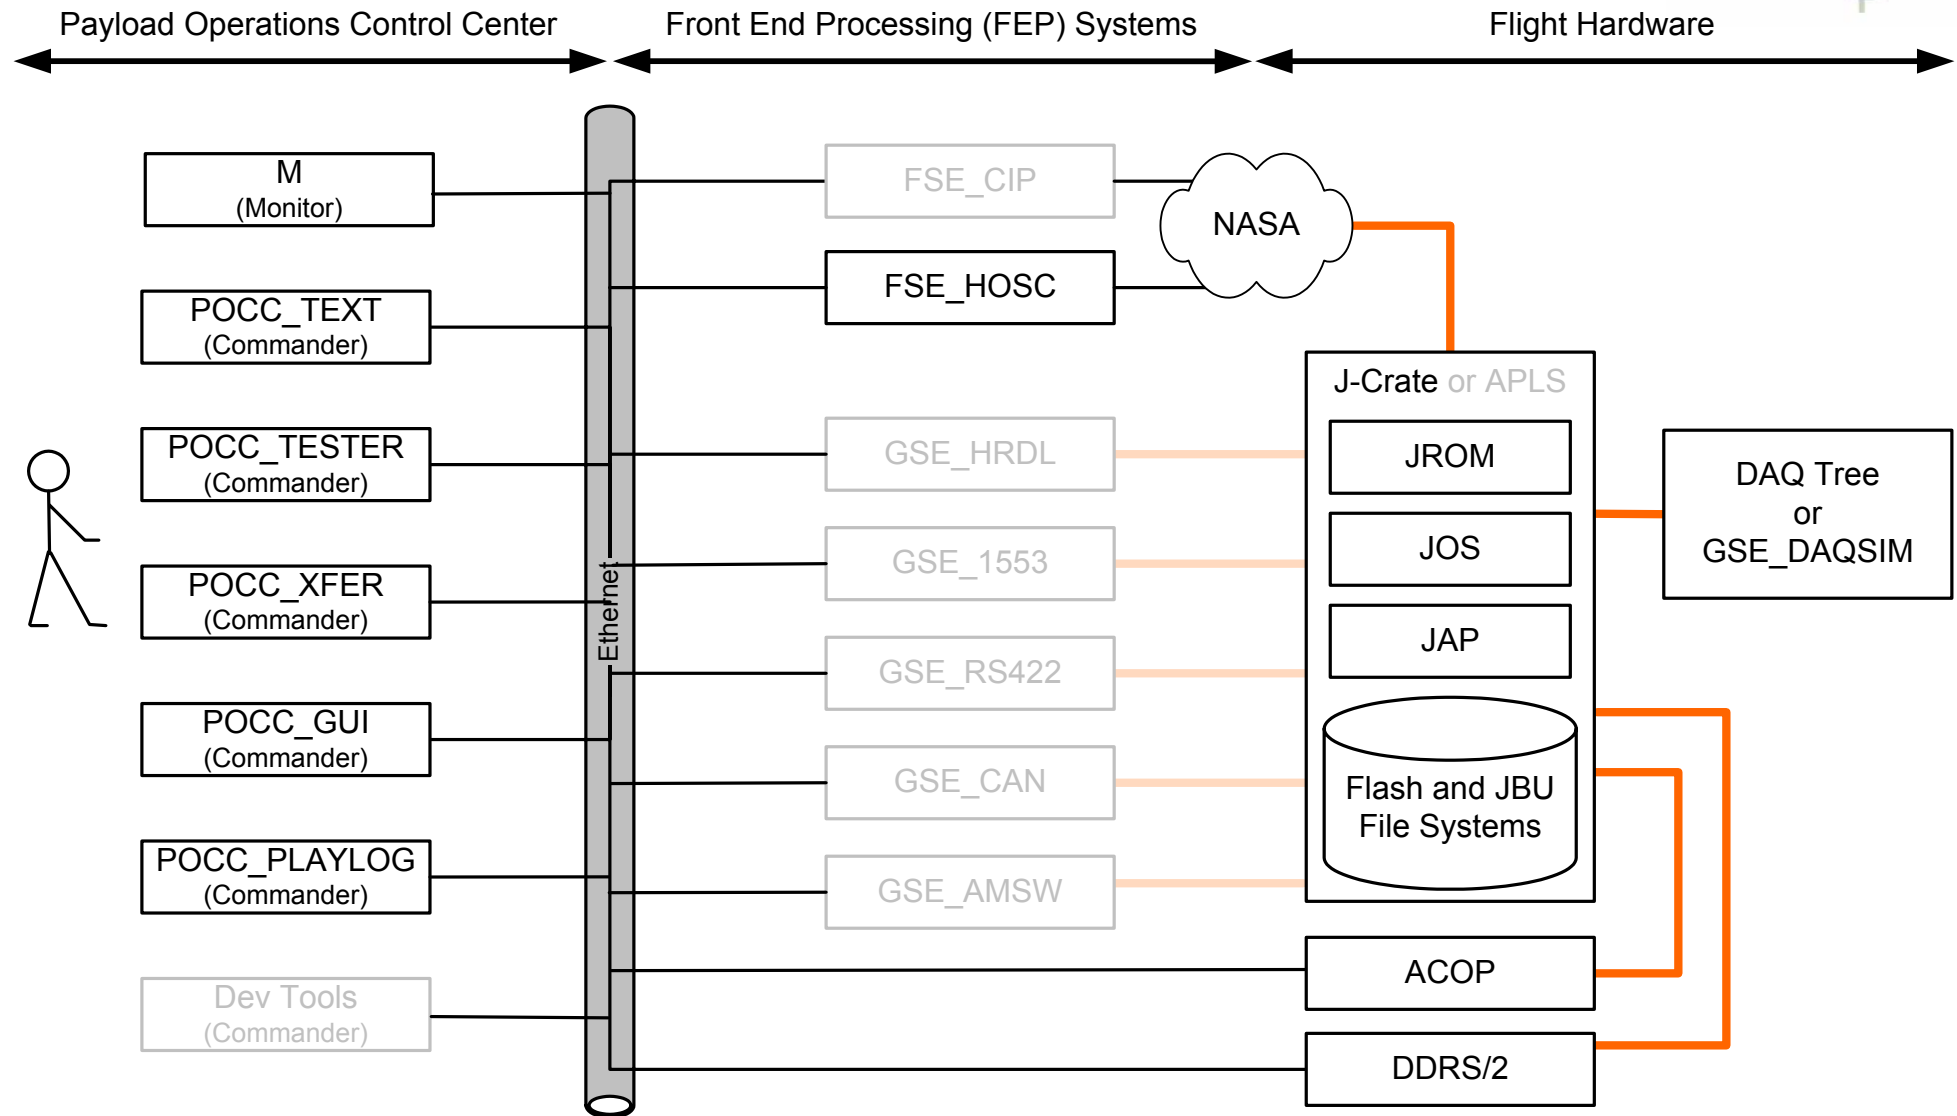 Payload Operations Control Center
Front End Processing (FEP) Systems
Flight Hardware
M
(Monitor)
POCC_TEXT
(Commander)
POCC_TESTER
(Commander)
POCC_XFER
(Commander)
POCC_GUI
(Commander)
POCC_PLAYLOG
(Commander)
Dev Tools
(Commander)
Ethernet
FSE_CIP
FSE_HOSC
GSE_HRDL
GSE_1553
GSE_RS422
GSE_CAN
GSE_AMSW
NASA
J-Crate or APLS
JROM
JOS
JAP
Flash and JBU
File Systems
ACOP
DDRS/2
DAQ Tree
or
GSE_DAQSIM